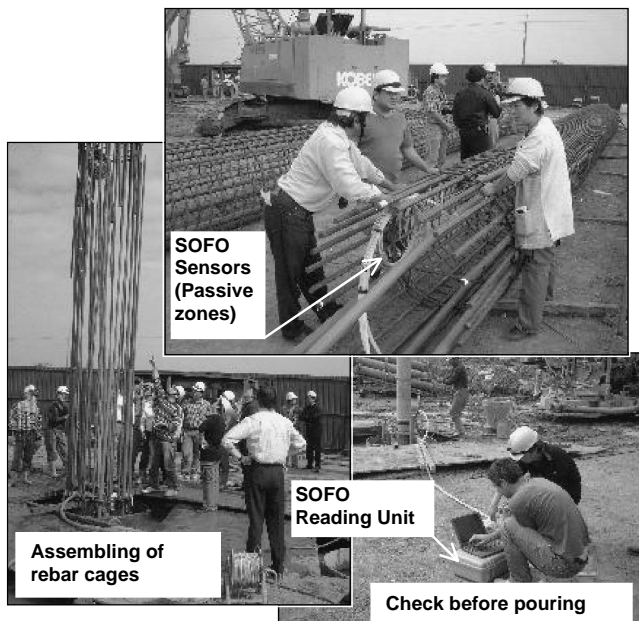 KOBE
SOFO
Sensors
(Passive
zones)
SOFO
Reading Unit
Assembling of
rebar cages
Check before pouring